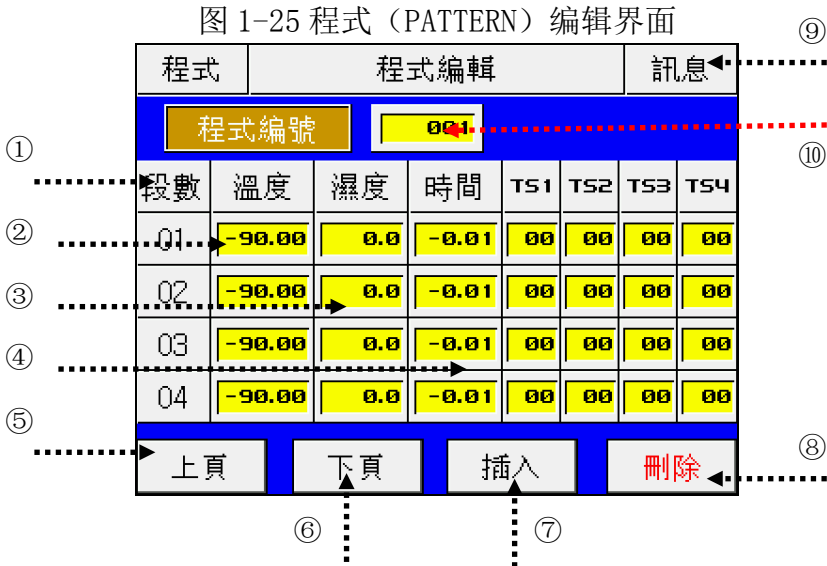 图 1-25 程式（PATTERN）编辑界面
⑨
程式 程式編輯 訊息
程式編號 001
⑩
①
段數 溫度 濕度 時間 TS1 TS2 TS3 TS4
②
01 -90.00 0.0 -0.01 00 00 00 00
02 -90.00 0.0 -0.01 00 00 00 00
③
03 -90.00 0.0 -0.01 00 00 00 00
④
04 -90.00 0.0 -0.01 00 00 00 00
⑤
上頁 下頁 插入 刪除
⑧
⑥ ⑦